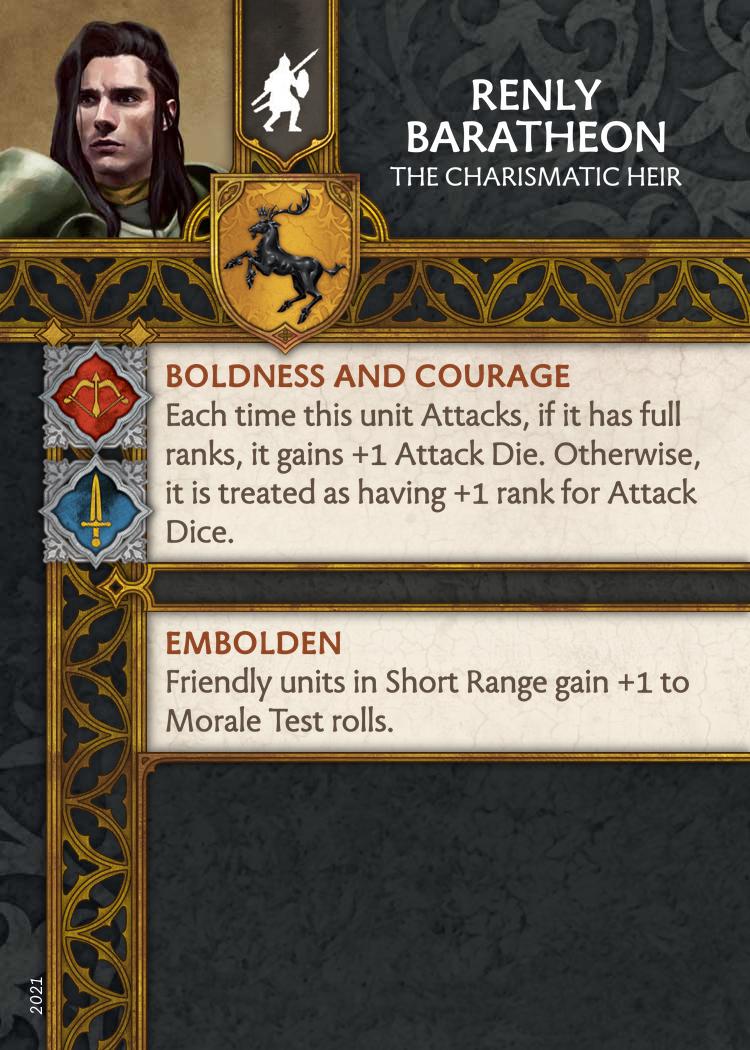 RENLY
BARATHEON
THE CHARISMATIC HEIR
BOLDNESS AND COURAGE
Each time this unit Attacks, if it has full
ranks, it gains +1 Attack Die. Otherwise,
it is treated as having +1 rank for Attack
Dice.
EMBOLDEN
Friendly units in Short Range gain +1 to
Morale Test rolls.
2021